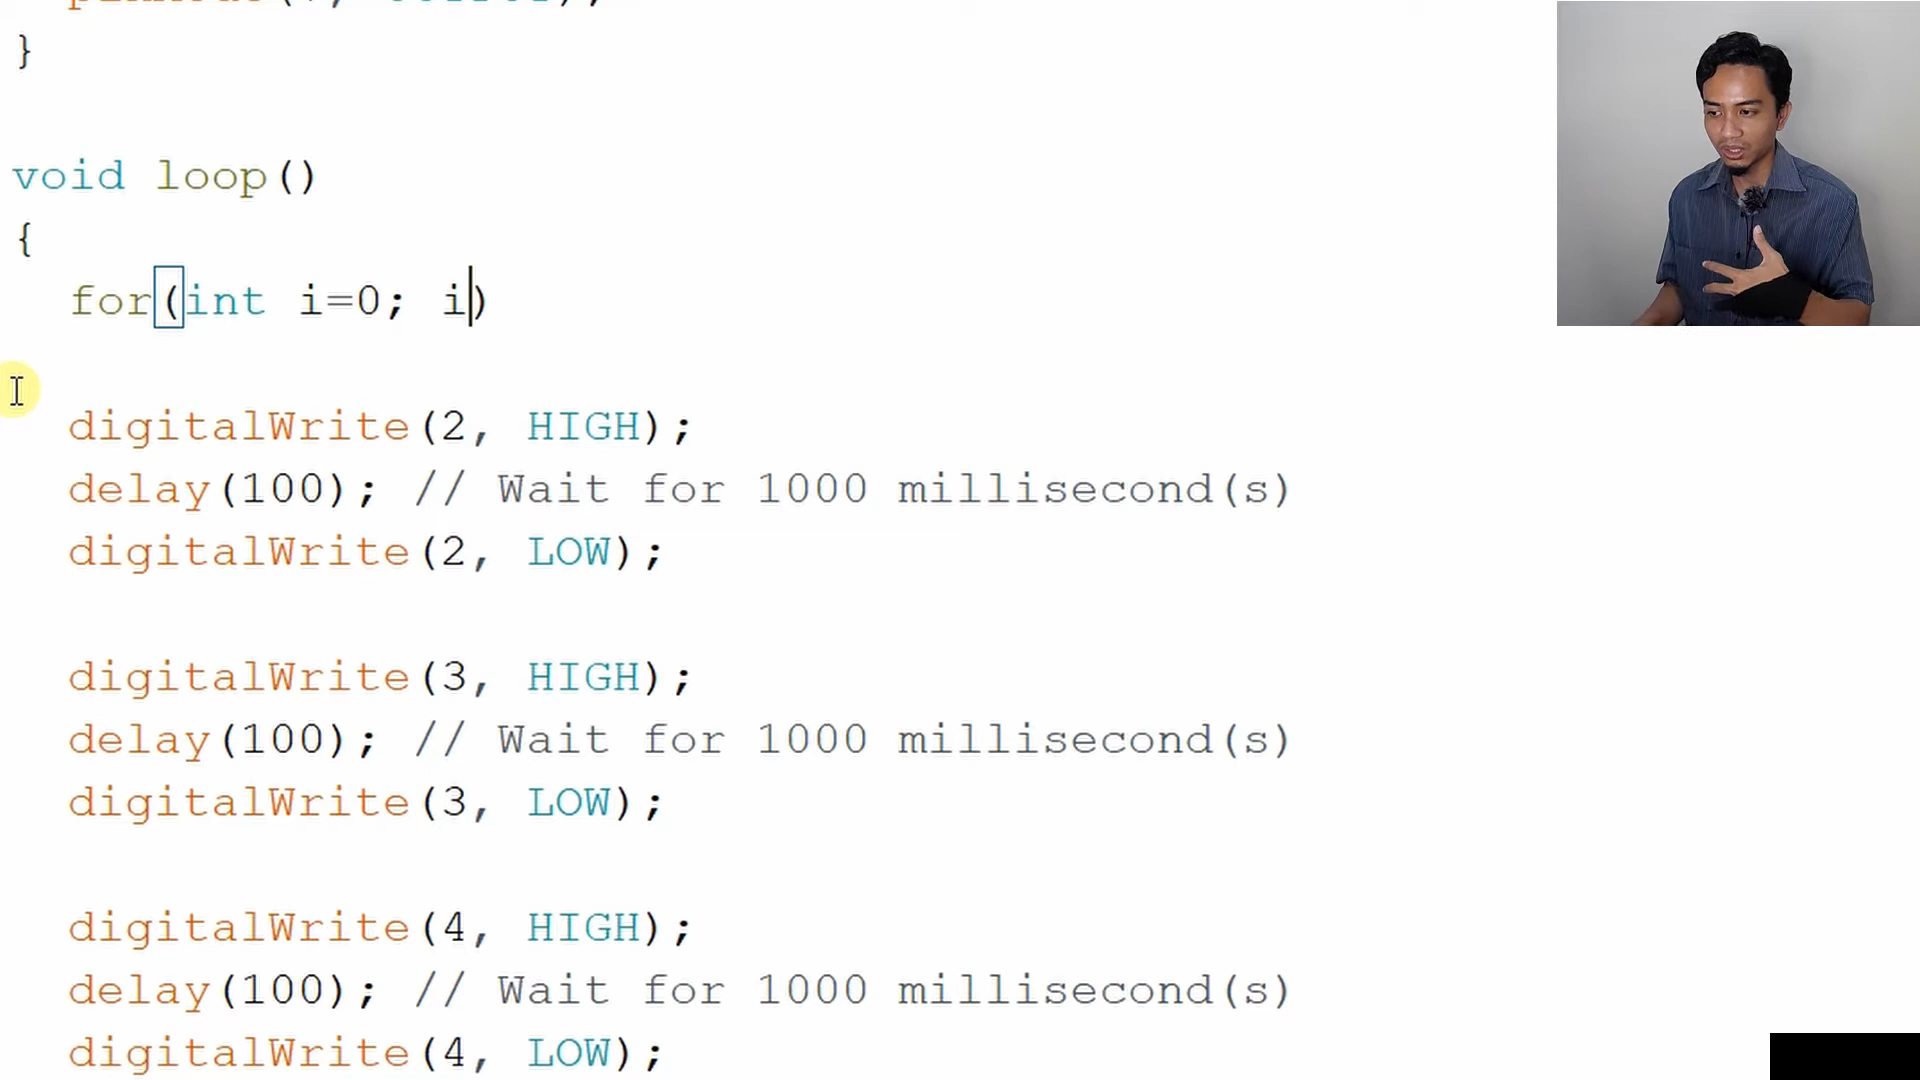 }
void loop()
{
for(int i=0; i)
digitalWrite(2, HIGH);
delay(100); // Wait for 1000 millisecond(s)
digitalWrite(2, LOW);
digitalWrite(3, HIGH);
delay(100); // Wait for 1000 millisecond(s)
digitalWrite(3, LOW);
digitalWrite(4, HIGH);
delay(100); // Wait for 1000 millisecond(s)
digitalWrite(4, LOW);